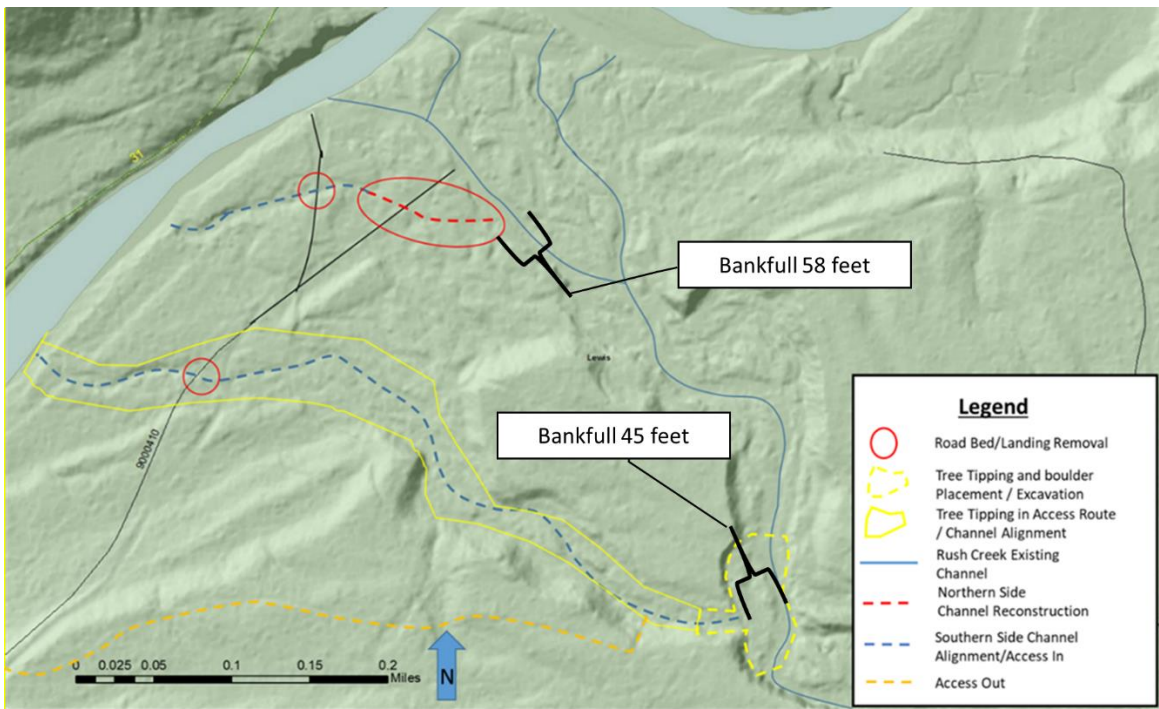 31
Bankfull 58 feet
Lewis
Bankfull 45 feet
9000410
Legend
Road Bed/Landing Removal
Tree Tipping and boulder
Placement / Excavation
Tree Tipping in Access Route
/ Channel Alignment
Rush Creek Existing
Channel
Northern Side
Channel Reconstruction
Southern Side Channel
Alignment/Access In
Access Out
0 0.025 0.05 0.1 0.15 0.2
Miles
N